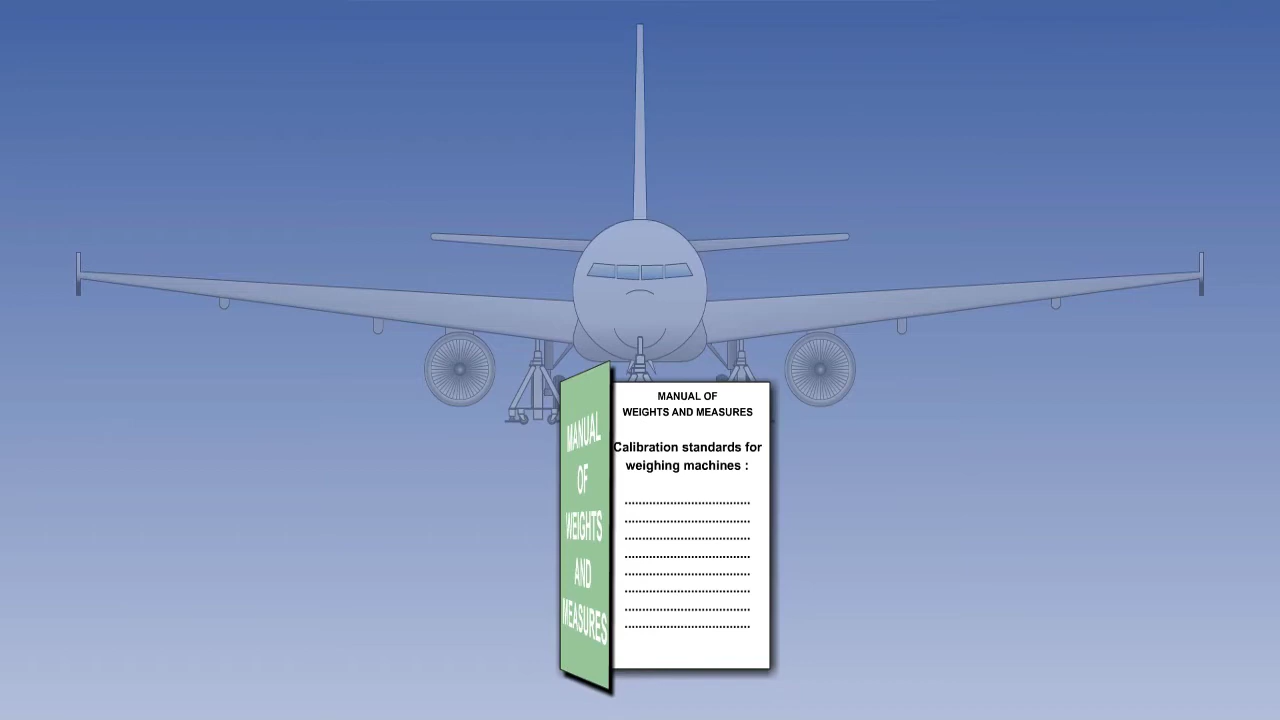 MANUAL
OF
WEIGHTS
AND
MEASURES
MANUAL OF
WEIGHTS AND MEASURES
Calibration standards for
weighing machines :
....................................
....................................
....................................
....................................
....................................
....................................
....................................
....................................